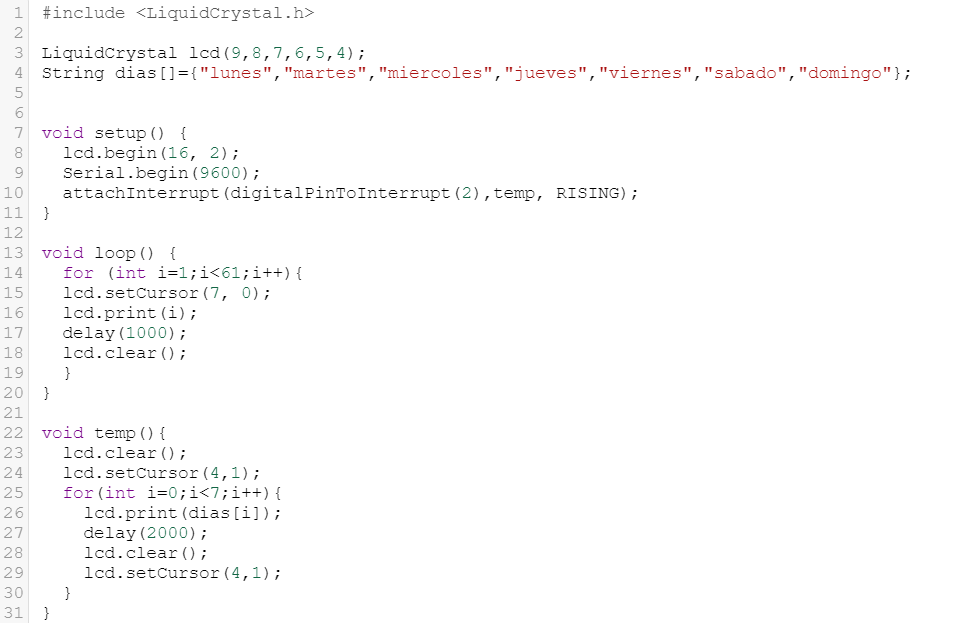 1 #include <LiquidCrystal.h>
2
3 LiquidCrystal lcd(9,8,7,6,5,4);
4 String dias[]={"lunes","martes","miercoles","jueves","viernes","sabado","domingo"};
5
6
7 void setup() {
8   lcd.begin(16, 2);
9   Serial.begin(9600);
10   attachInterrupt(digitalPinToInterrupt(2),temp, RISING);
11 }
12
13 void loop() {
14   for (int i=1;i<61;i++){
15   lcd.setCursor(7, 0);
16   lcd.print(i);
17   delay(1000);
18   lcd.clear();
19   }
20 }
21
22 void temp(){
23   lcd.clear();
24   lcd.setCursor(4,1);
25   for(int i=0;i<7;i++){
26     lcd.print(dias[i]);
27     delay(2000);
28     lcd.clear();
29     lcd.setCursor(4,1);
30   }
31 }